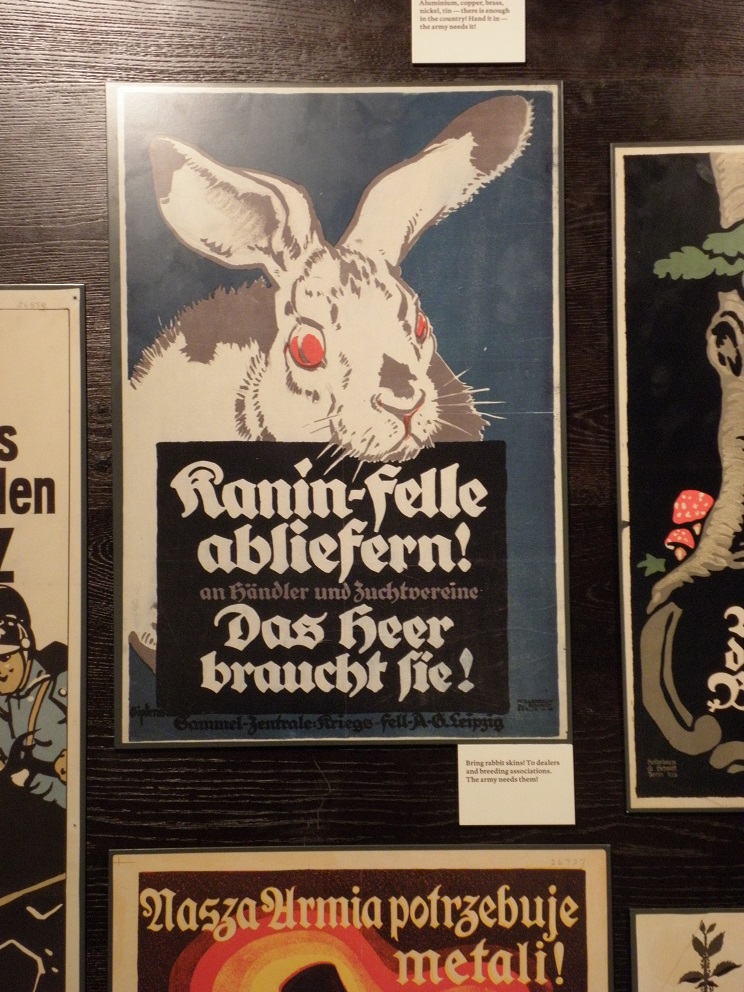 Aluminium, copper, brass,
nickel, tin — there is enough
in the country! Hand it in —
the army needs it!
Kanin-Felle
abliefern!
an Händler und Zuchtvereine
Das Heer
braucht sie!
Sammel-Zentrale-Kriegs-Fell-A-G. Leipzig
Bring rabbit skins! To dealers
and breeding associations.
The army needs them!
s
len
Nasza Armia potrzebuje
metali!